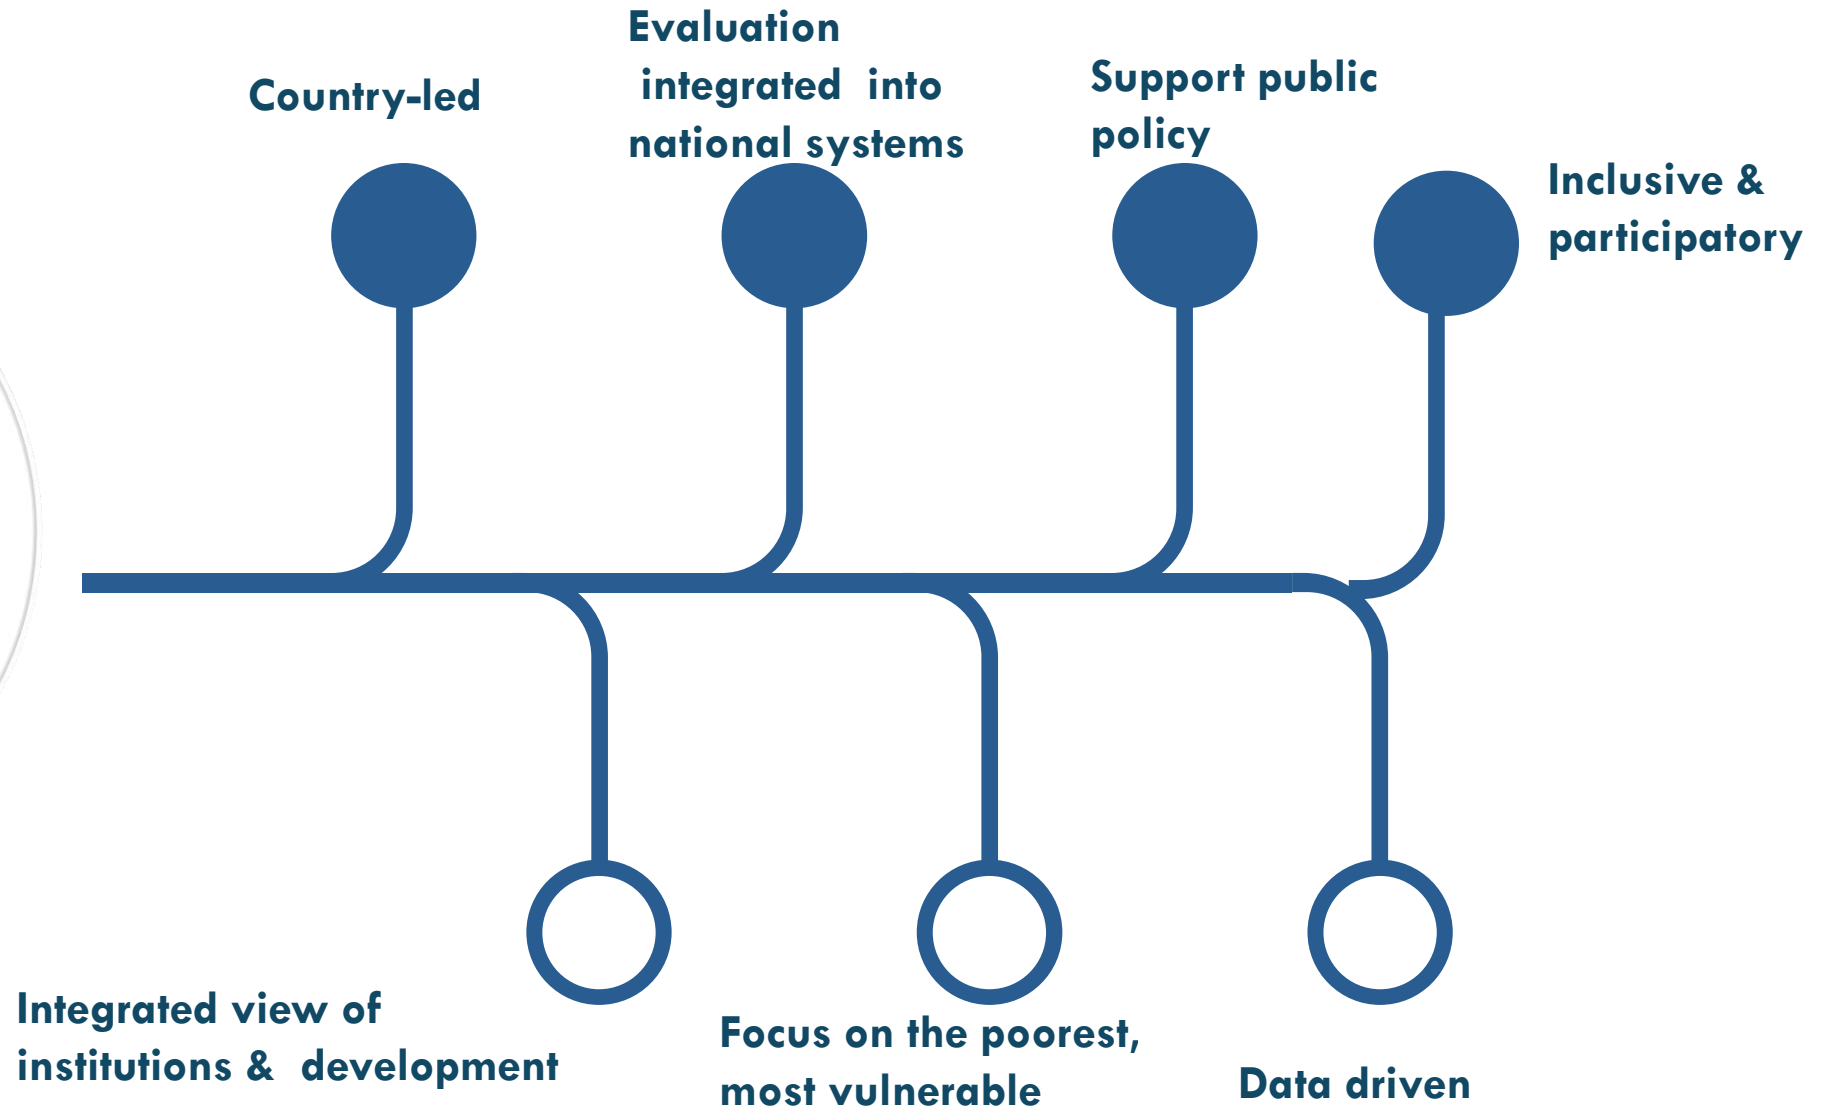 Country-led
Evaluation
integrated into
national systems
Support public
policy
Inclusive &
participatory
Integrated view of
institutions & development
Focus on the poorest,
most vulnerable
Data driven